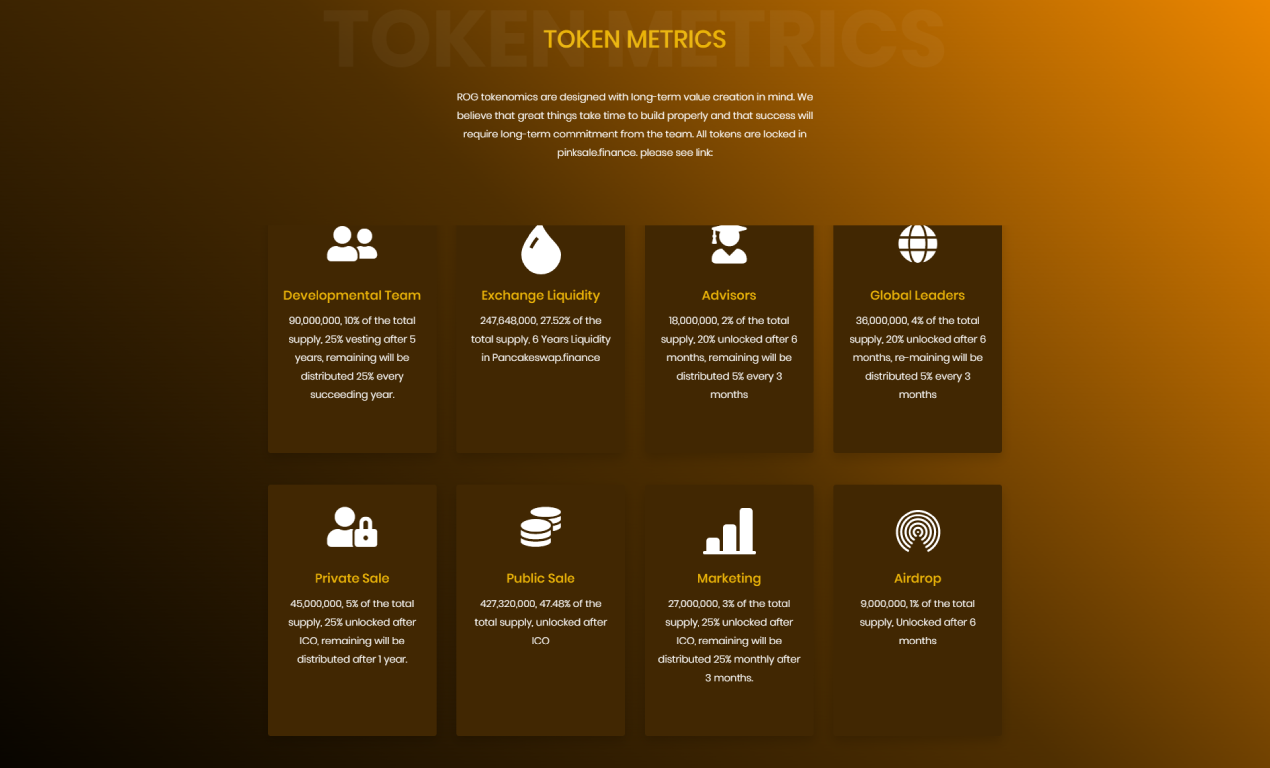 TOKEN METRICS
TOKEN METRICS
ROG tokenomics are designed with long-term value creation in mind. We
believe that great things take time to build properly and that success will
require long-term commitment from the team. All tokens are locked in
pinksale.finance. please see link:
Developmental Team
90,000,000, 10% of the total
supply, 25% vesting after 5
years, remaining will be
distributed 25% every
succeeding year.
Exchange Liquidity
247,648,000, 27.52% of the
total supply, 6 Years Liquidity
in Pancakeswap.finance
Advisors
18,000,000, 2% of the total
supply, 20% unlocked after 6
months, remaining will be
distributed 5% every 3
months
Global Leaders
36,000,000, 4% of the total
supply, 20% unlocked after 6
months, re-maining will be
distributed 5% every 3
months
Private Sale
45,000,000, 5% of the total
supply, 25% unlocked after
ICO, remaining will be
distributed after 1 year.
Public Sale
427,320,000, 47.48% of the
total supply, unlocked after
ICO
Marketing
27,000,000, 3% of the total
supply, 25% unlocked after
ICO, remaining will be
distributed 25% monthly after
3 months.
Airdrop
9,000,000, 1% of the total
supply, Unlocked after 6
months